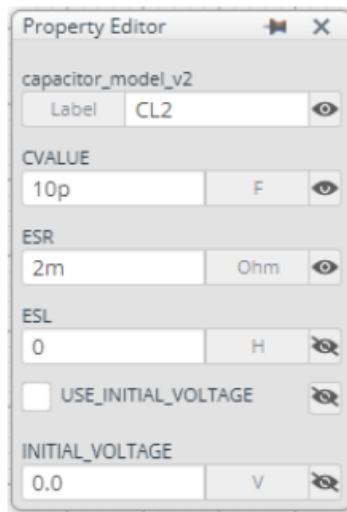 Property Editor
capacitor_model_v2
Label CL2
CVALUE
10p F
ESR
2m Ohm
ESL
0 H
USE_INITIAL_VOLTAGE
INITIAL_VOLTAGE
0.0 V